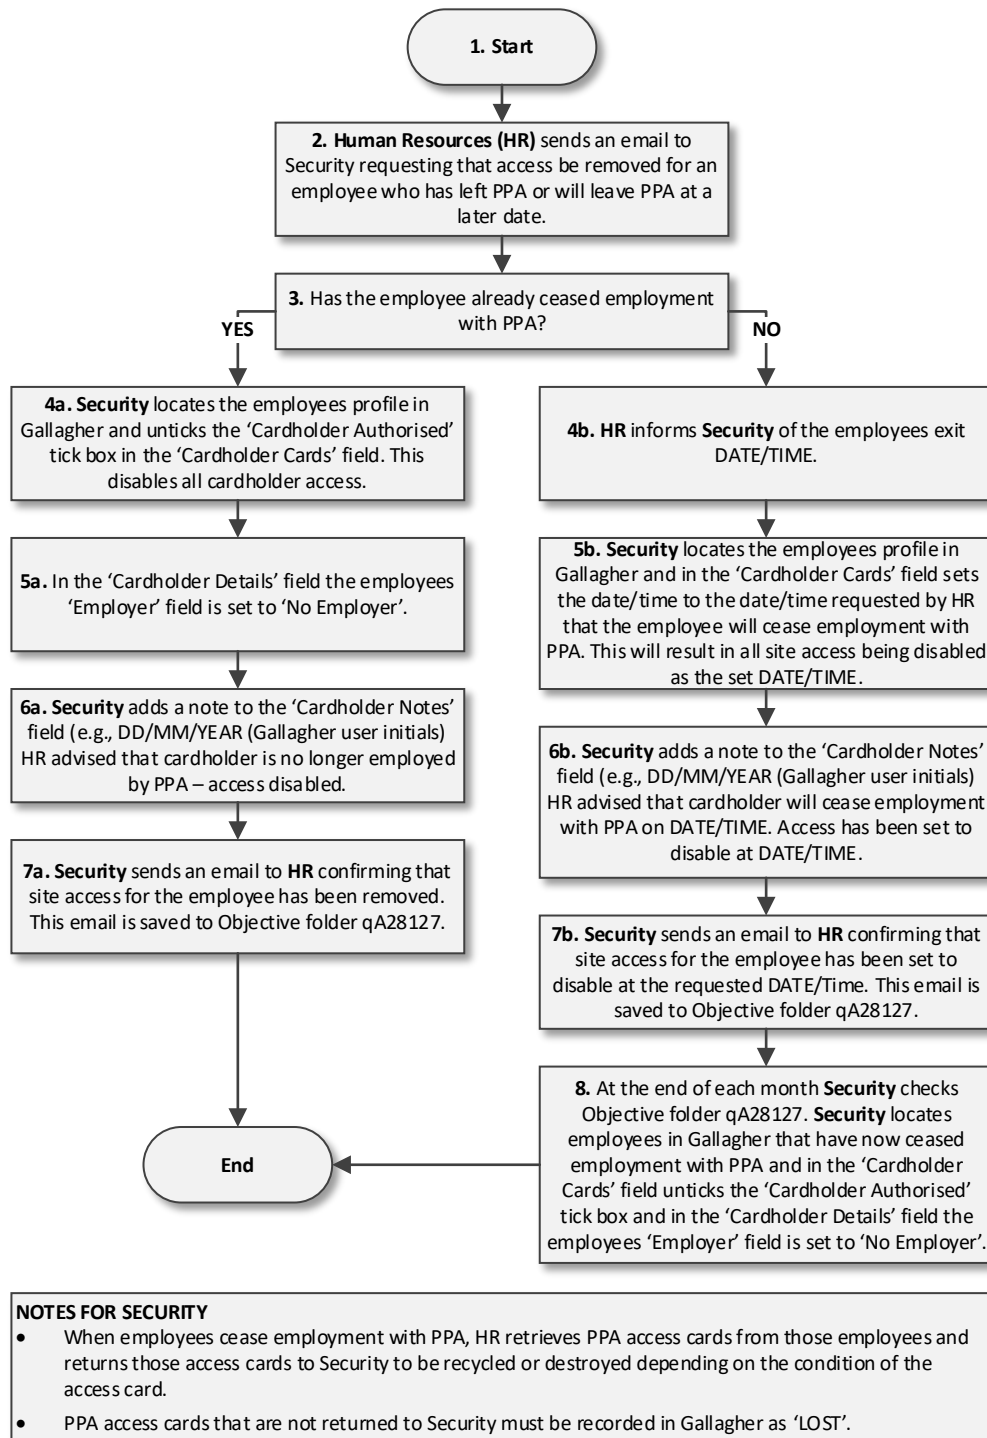 1. Start
2. Human Resources (HR) sends an email to
Security requesting that access be removed for an
employee who has left PPA or will leave PPA at a
later date.
3. Has the employee already ceased employment
with PPA?
YES
NO
4a. Security locates the employees profile in
Gallagher and unticks the ‘Cardholder Authorised’
tick box in the ‘Cardholder Cards’ field. This
disables all cardholder access.
4b. HR informs Security of the employees exit
DATE/TIME.
5a. In the ‘Cardholder Details’ field the employees
‘Employer’ field is set to ‘No Employer’.
5b. Security locates the employees profile in
Gallagher and in the ‘Cardholder Cards’ field sets
the date/time to the date/time requested by HR
that the employee will cease employment with
PPA. This will result in all site access being disabled
as the set DATE/TIME.
6a. Security adds a note to the ‘Cardholder Notes’
field (e.g., DD/MM/YEAR (Gallagher user initials)
HR advised that cardholder is no longer employed
by PPA – access disabled.
6b. Security adds a note to the ‘Cardholder Notes’
field (e.g., DD/MM/YEAR (Gallagher user initials)
HR advised that cardholder will cease employment
with PPA on DATE/TIME. Access has been set to
disable at DATE/TIME.
7a. Security sends an email to HR confirming that
site access for the employee has been removed.
This email is saved to Objective folder qA28127.
7b. Security sends an email to HR confirming that
site access for the employee has been set to
disable at the requested DATE/Time. This email is
saved to Objective folder qA28127.
8. At the end of each month Security checks
Objective folder qA28127. Security locates
employees in Gallagher that have now ceased
employment with PPA and in the ‘Cardholder
Cards’ field unticks the ‘Cardholder Authorised’
tick box and in the ‘Cardholder Details’ field the
employees ‘Employer’ field is set to ‘No Employer’.
End
NOTES FOR SECURITY
• When employees cease employment with PPA, HR retrieves PPA access cards from those employees and
returns those access cards to Security to be recycled or destroyed depending on the condition of the
access card.
• PPA access cards that are not returned to Security must be recorded in Gallagher as ‘LOST’.